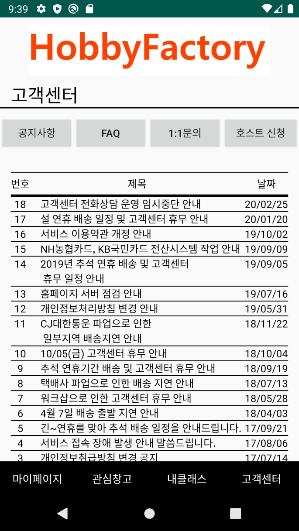 9:39
HobbyFactory
고객센터
공지사항 FAQ 1:1문의 호스트 신청
번호 제목 날짜
18 고객센터 전화상담 운영 임시중단 안내 20/02/25
17 설 연휴 배송 일정 및 고객센터 휴무 안내 20/01/20
16 서비스 이용약관 개정 안내 19/10/02
15 NH농협카드, KB국민카드 전산시스템 작업 안내 19/09/09
14 2019년 추석 연휴 배송 및 고객센터 19/09/05
휴무 일정 안내
13 홈페이지 서버 점검 안내 19/07/16
12 개인정보처리방침 변경 안내 19/05/31
11 CJ대한통운 파업으로 인한 18/11/22
일부지역 배송지연 안내
10 10/05(금) 고객센터 휴무 안내 18/10/04
9 추석 연휴기간 배송 및 고객센터 휴무 안내 18/09/19
8 택배사 파업으로 인한 배송 지연 안내 18/07/13
7 워크샵으로 인한 고객센터 휴무 안내 18/05/28
6 4월 7일 배송 출발 지연 안내 18/04/03
5 긴~연휴를 맞아 추석 배송 일정을 안내드립니다. 17/09/21
4 서비스 접속 장애 발생 안내 말씀드립니다. 17/08/06
3 개인정보취급방침 변경 공지 17/07/14
마이페이지 관심창고 내클래스 고객센터